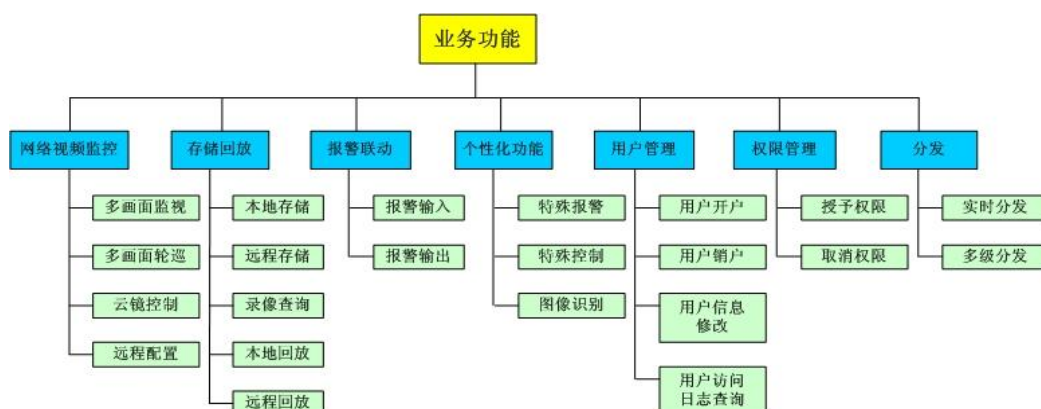 业务功能
网络视频监控
存储回放
报警联动
个性化功能
用户管理
权限管理
分发
多画面监视
本地存储
报警输入
特殊报警
用户开户
授予权限
实时分发
多画面轮巡
远程存储
报警输出
特殊控制
用户销户
取消权限
多级分发
云镜控制
录像查询
图像识别
用户信息
修改
远程配置
本地回放
用户访问
日志查询
远程回放